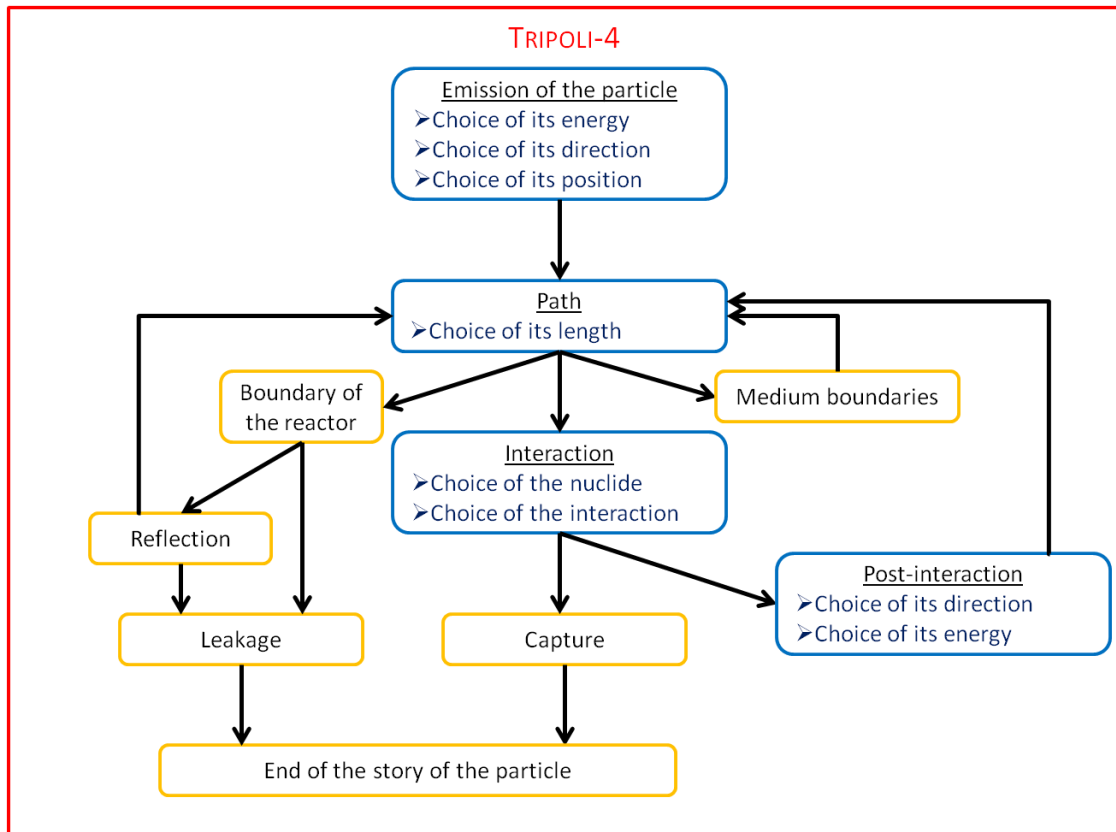 TRIPOLI-4
Emission of the particle
➢Choice of its energy
➢Choice of its direction
➢Choice of its position
Path
➢Choice of its length
Boundary of
the reactor
Medium boundaries
Interaction
➢Choice of the nuclide
➢Choice of the interaction
Reflection
Post-interaction
➢Choice of its direction
➢Choice of its energy
Leakage
Capture
End of the story of the particle